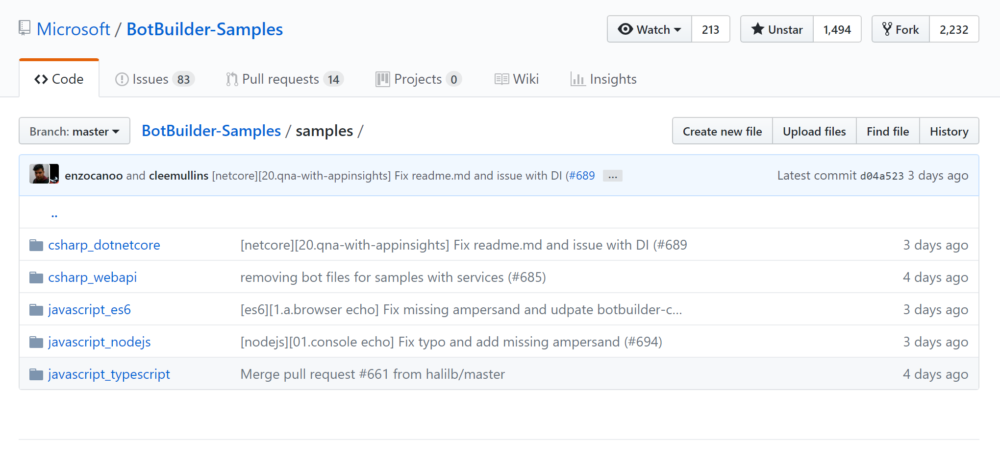 Microsoft / BotBuilder-Samples
Watch 213 Unstar 1,494 Fork 2,232
Code Issues 83 Pull requests 14 Projects 0 Wiki Insights
Branch: master BotBuilder-Samples / samples / Create new file Upload files Find file History
enzocanoo and cleemullins [netcore][20.qna-with-appinsights] Fix readme.md and issue with DI (#689 ... Latest commit d04a523 3 days ago
..
csharp_dotnetcore [netcore][20.qna-with-appinsights] Fix readme.md and issue with DI (#689 3 days ago
csharp_webapi removing bot files for samples with services (#685) 4 days ago
javascript_es6 [es6][1.a.browser echo] Fix missing ampersand and udpate botbuilder-c... 3 days ago
javascript_nodejs [nodejs][01.console echo] Fix typo and add missing ampersand (#694) 3 days ago
javascript_typescript Merge pull request #661 from halilb/master 4 days ago